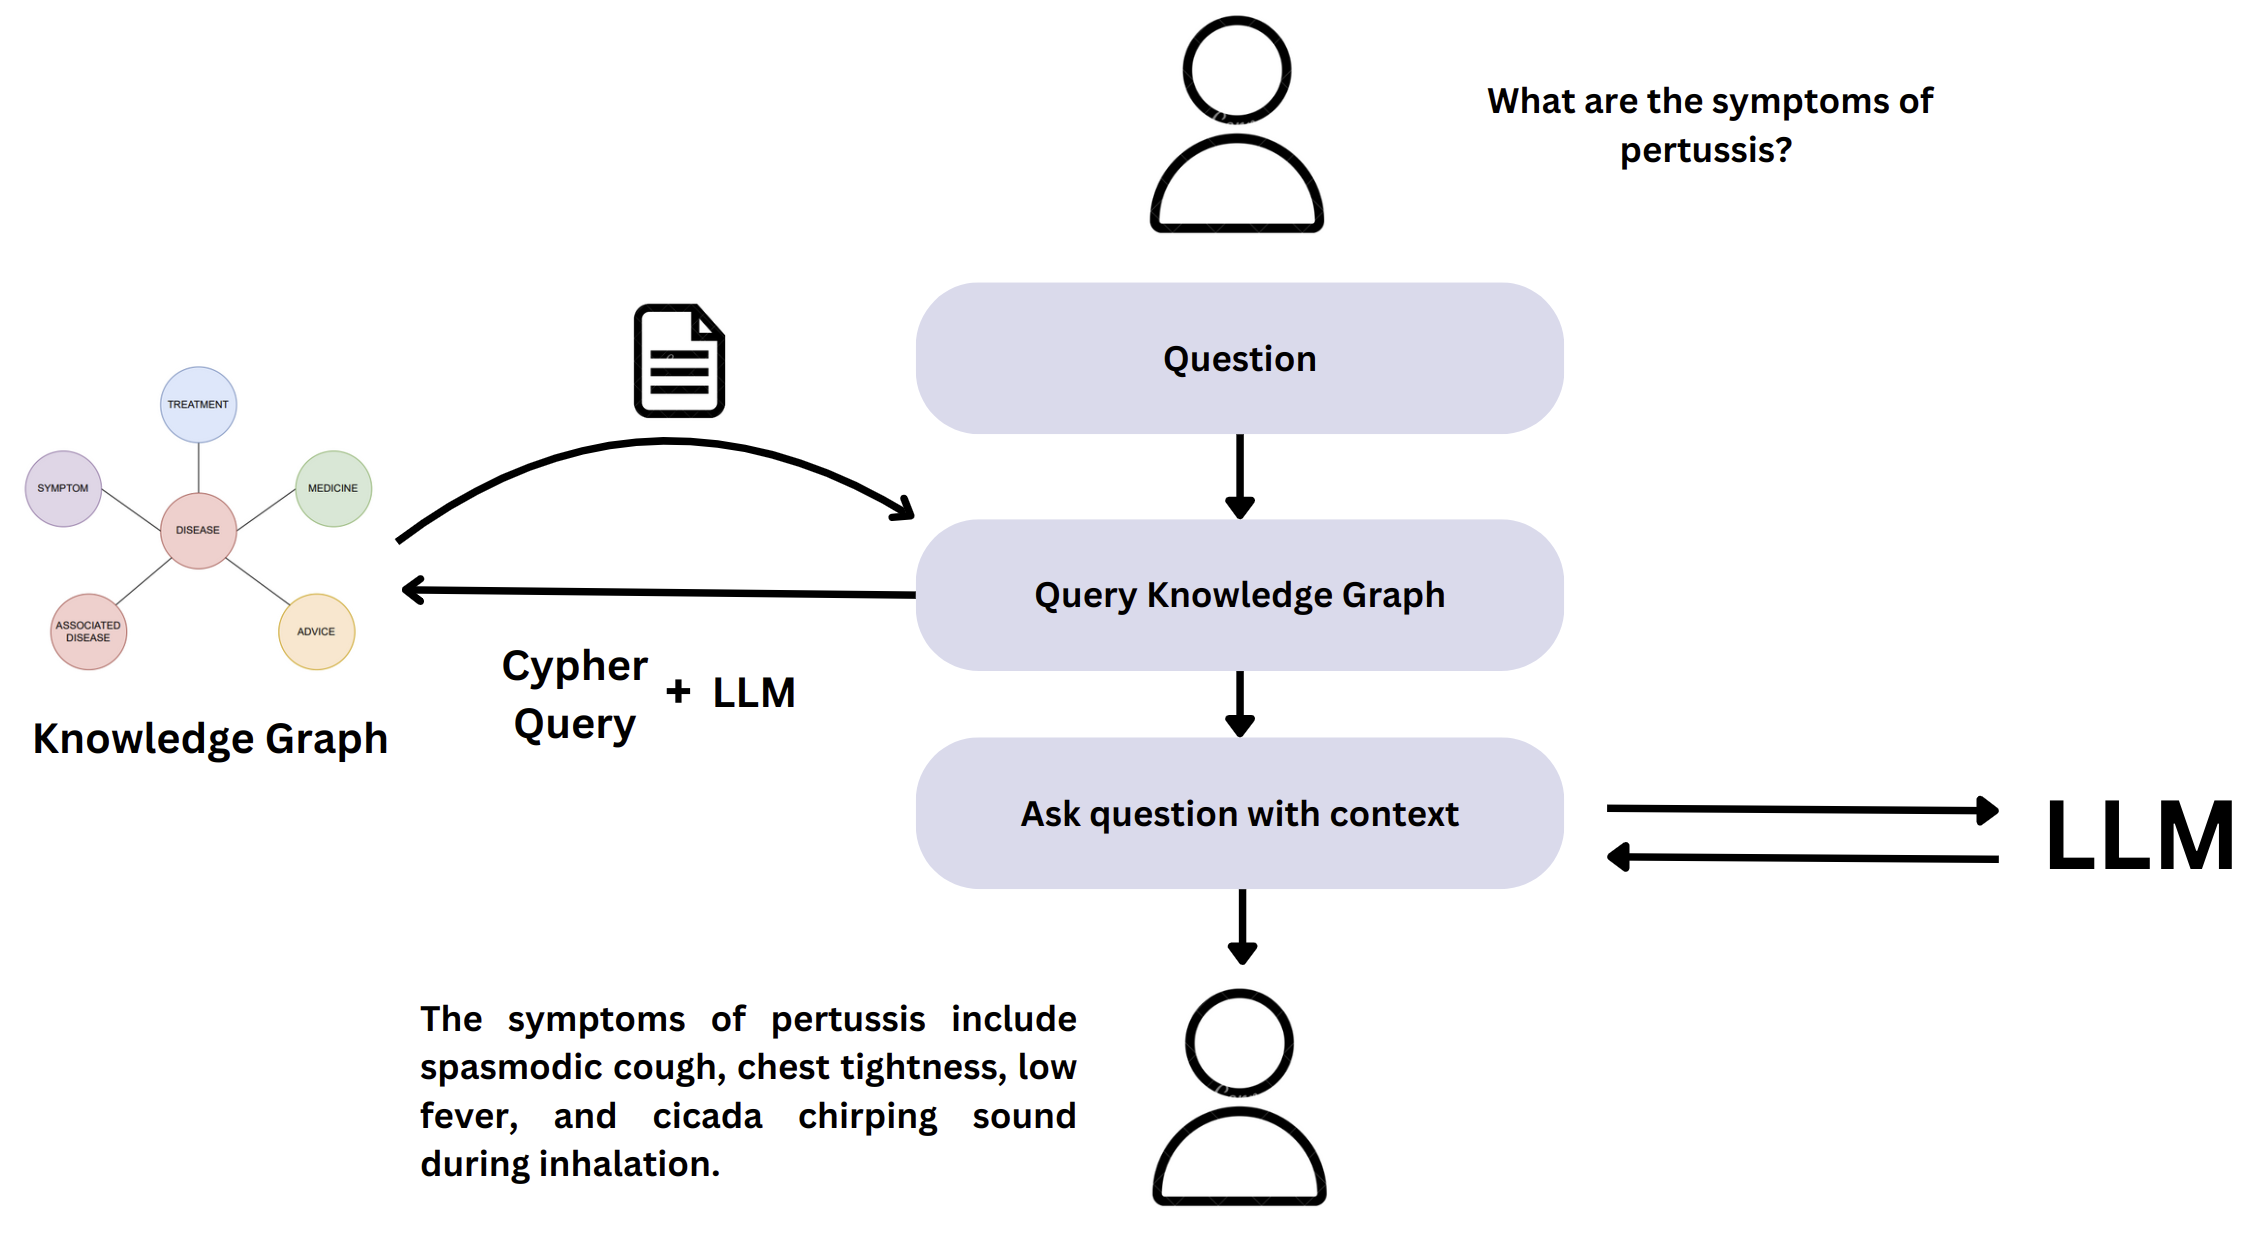 What are the symptoms of
pertussis?
Question
TREATMENT
SYMPTOM
MEDICINE
DISEASE
ASSOCIATED
DISEASE
ADVICE
Knowledge Graph
Query Knowledge Graph
Cypher
Query
+ LLM
Ask question with context
LLM
The symptoms of pertussis include
spasmodic cough, chest tightness, low
fever, and cicada chirping sound
during inhalation.